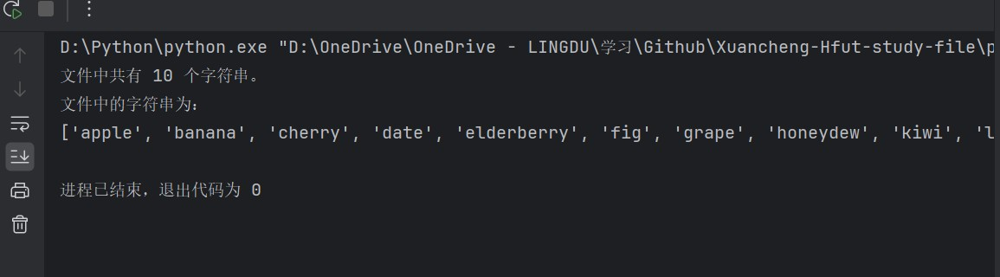 D:\Python\python.exe "D:\OneDrive\OneDrive - LINGDU\学习\Github\Xuancheng-Hfut-study-file\p
文件中共有 10 个字符串。
文件中的字符串为：
['apple', 'banana', 'cherry', 'date', 'elderberry', 'fig', 'grape', 'honeydew', 'kiwi', 'l
进程已结束，退出代码为 0